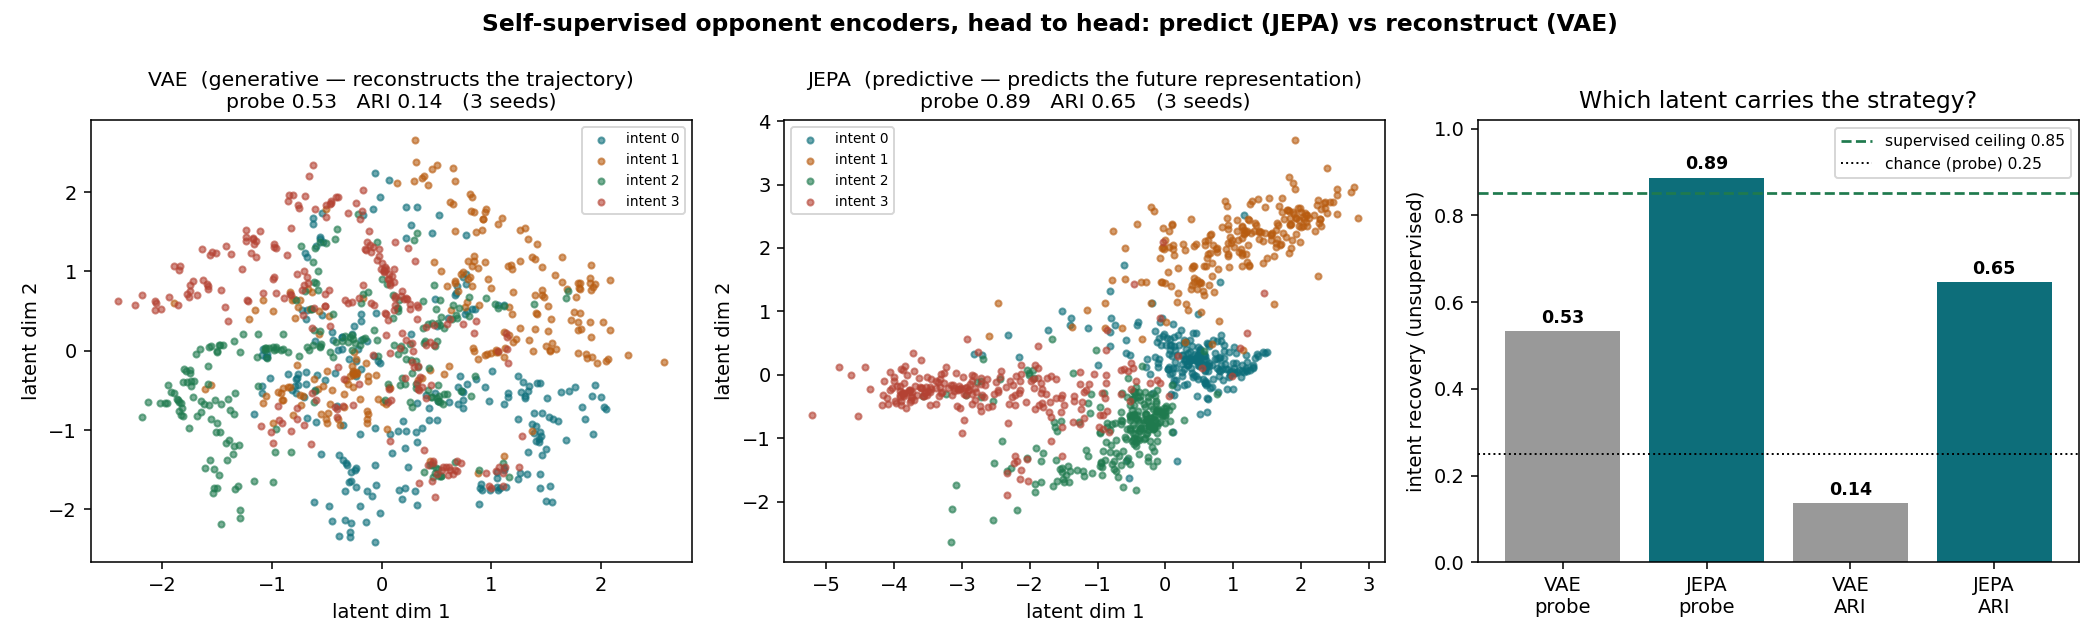 Self-supervised opponent encoders, head to head: predict (JEPA) vs reconstruct (VAE)
VAE (generative — reconstructs the trajectory)
probe 0.53 ARI 0.14 (3 seeds)
intent 0
intent 1
intent 2
intent 3
2
1
0
−1
−2
latent dim 2
−2
−1
0
1
2
latent dim 1
JEPA (predictive — predicts the future representation)
probe 0.89 ARI 0.65 (3 seeds)
intent 0
intent 1
intent 2
intent 3
4
3
2
1
0
−1
−2
latent dim 2
−5
−4
−3
−2
−1
0
1
2
3
latent dim 1
Which latent carries the strategy?
supervised ceiling 0.85
chance (probe) 0.25
1.0
0.8
0.6
0.4
0.2
0.0
intent recovery (unsupervised)
0.53
0.89
0.14
0.65
VAE
probe
JEPA
probe
VAE
ARI
JEPA
ARI